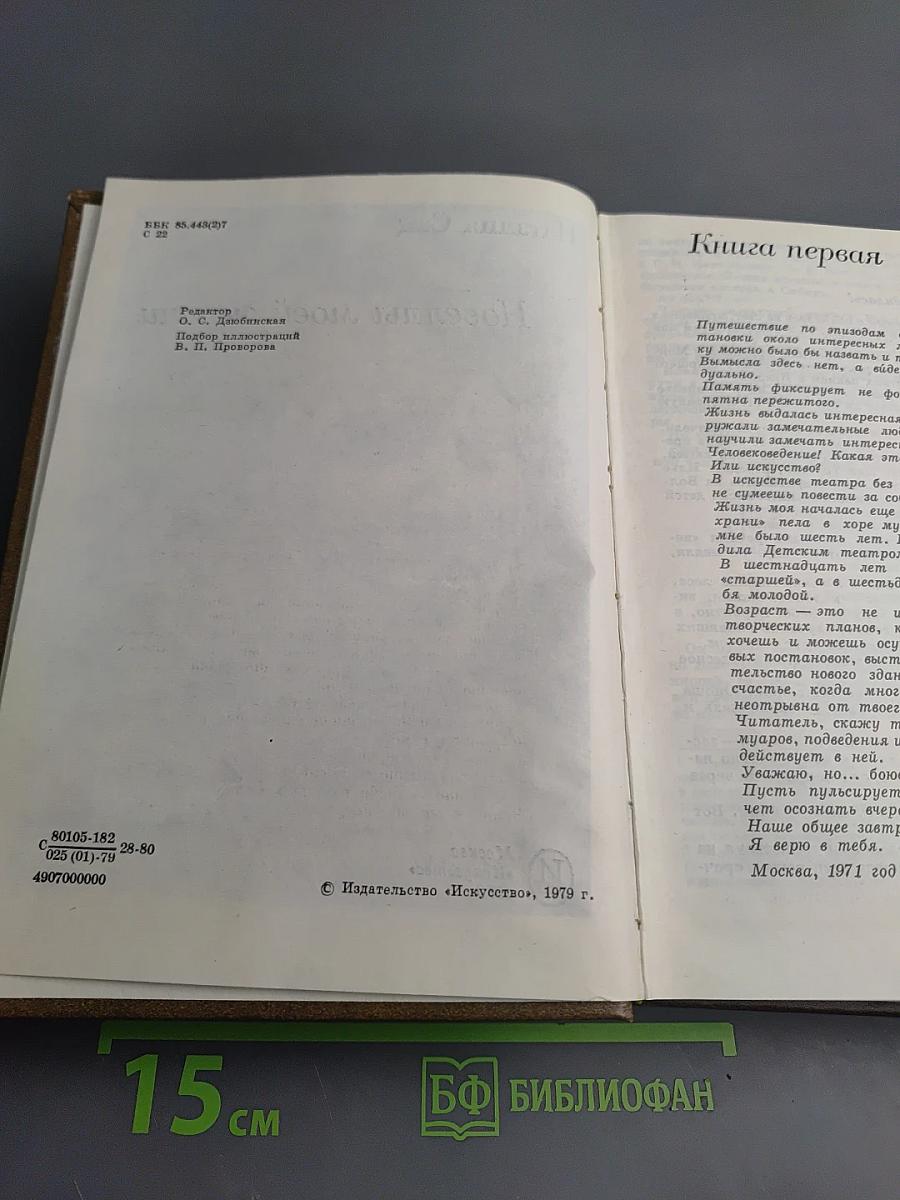 ББК 85.443(2)7
С 22
Редактор
О. С. Дзюбинская
Подбор иллюстраций
В. П. Проворова
С 80105-182 28-80
025 (01)-79
4907000000
© Издательство «Искусство», 1979 г.
Книга первая
Путешествие по эпизодам
тановки около интересных
ку можно было бы назвать и
Вымысла здесь нет, а
дуально.
Память фиксирует не
пятна пережитого.
Жизнь выдалась интересная
ружали замечательные
научили замечать
Человековедение! Какая
Или искусство?
В искусстве театра без
не сумеешь повести за
Жизнь моя началась еще
храни» пела в хоре
мне было шесть лет.
дила Детским
В шестнадцать лет
«старшей», а в
бя молодой.
Возраст — это не
творческих планов,
хочешь и можешь
вых постановок,
тельство нового
счастье, когда
неотрывна от
Читатель, скажу
муаров, подведения
действует в ней.
Уважаю, но...
Пусть пульсирует
чет осознать
Наше общее
Я верю в тебя.
Москва, 1971 год
15 см
БФ БИБЛИОФАН